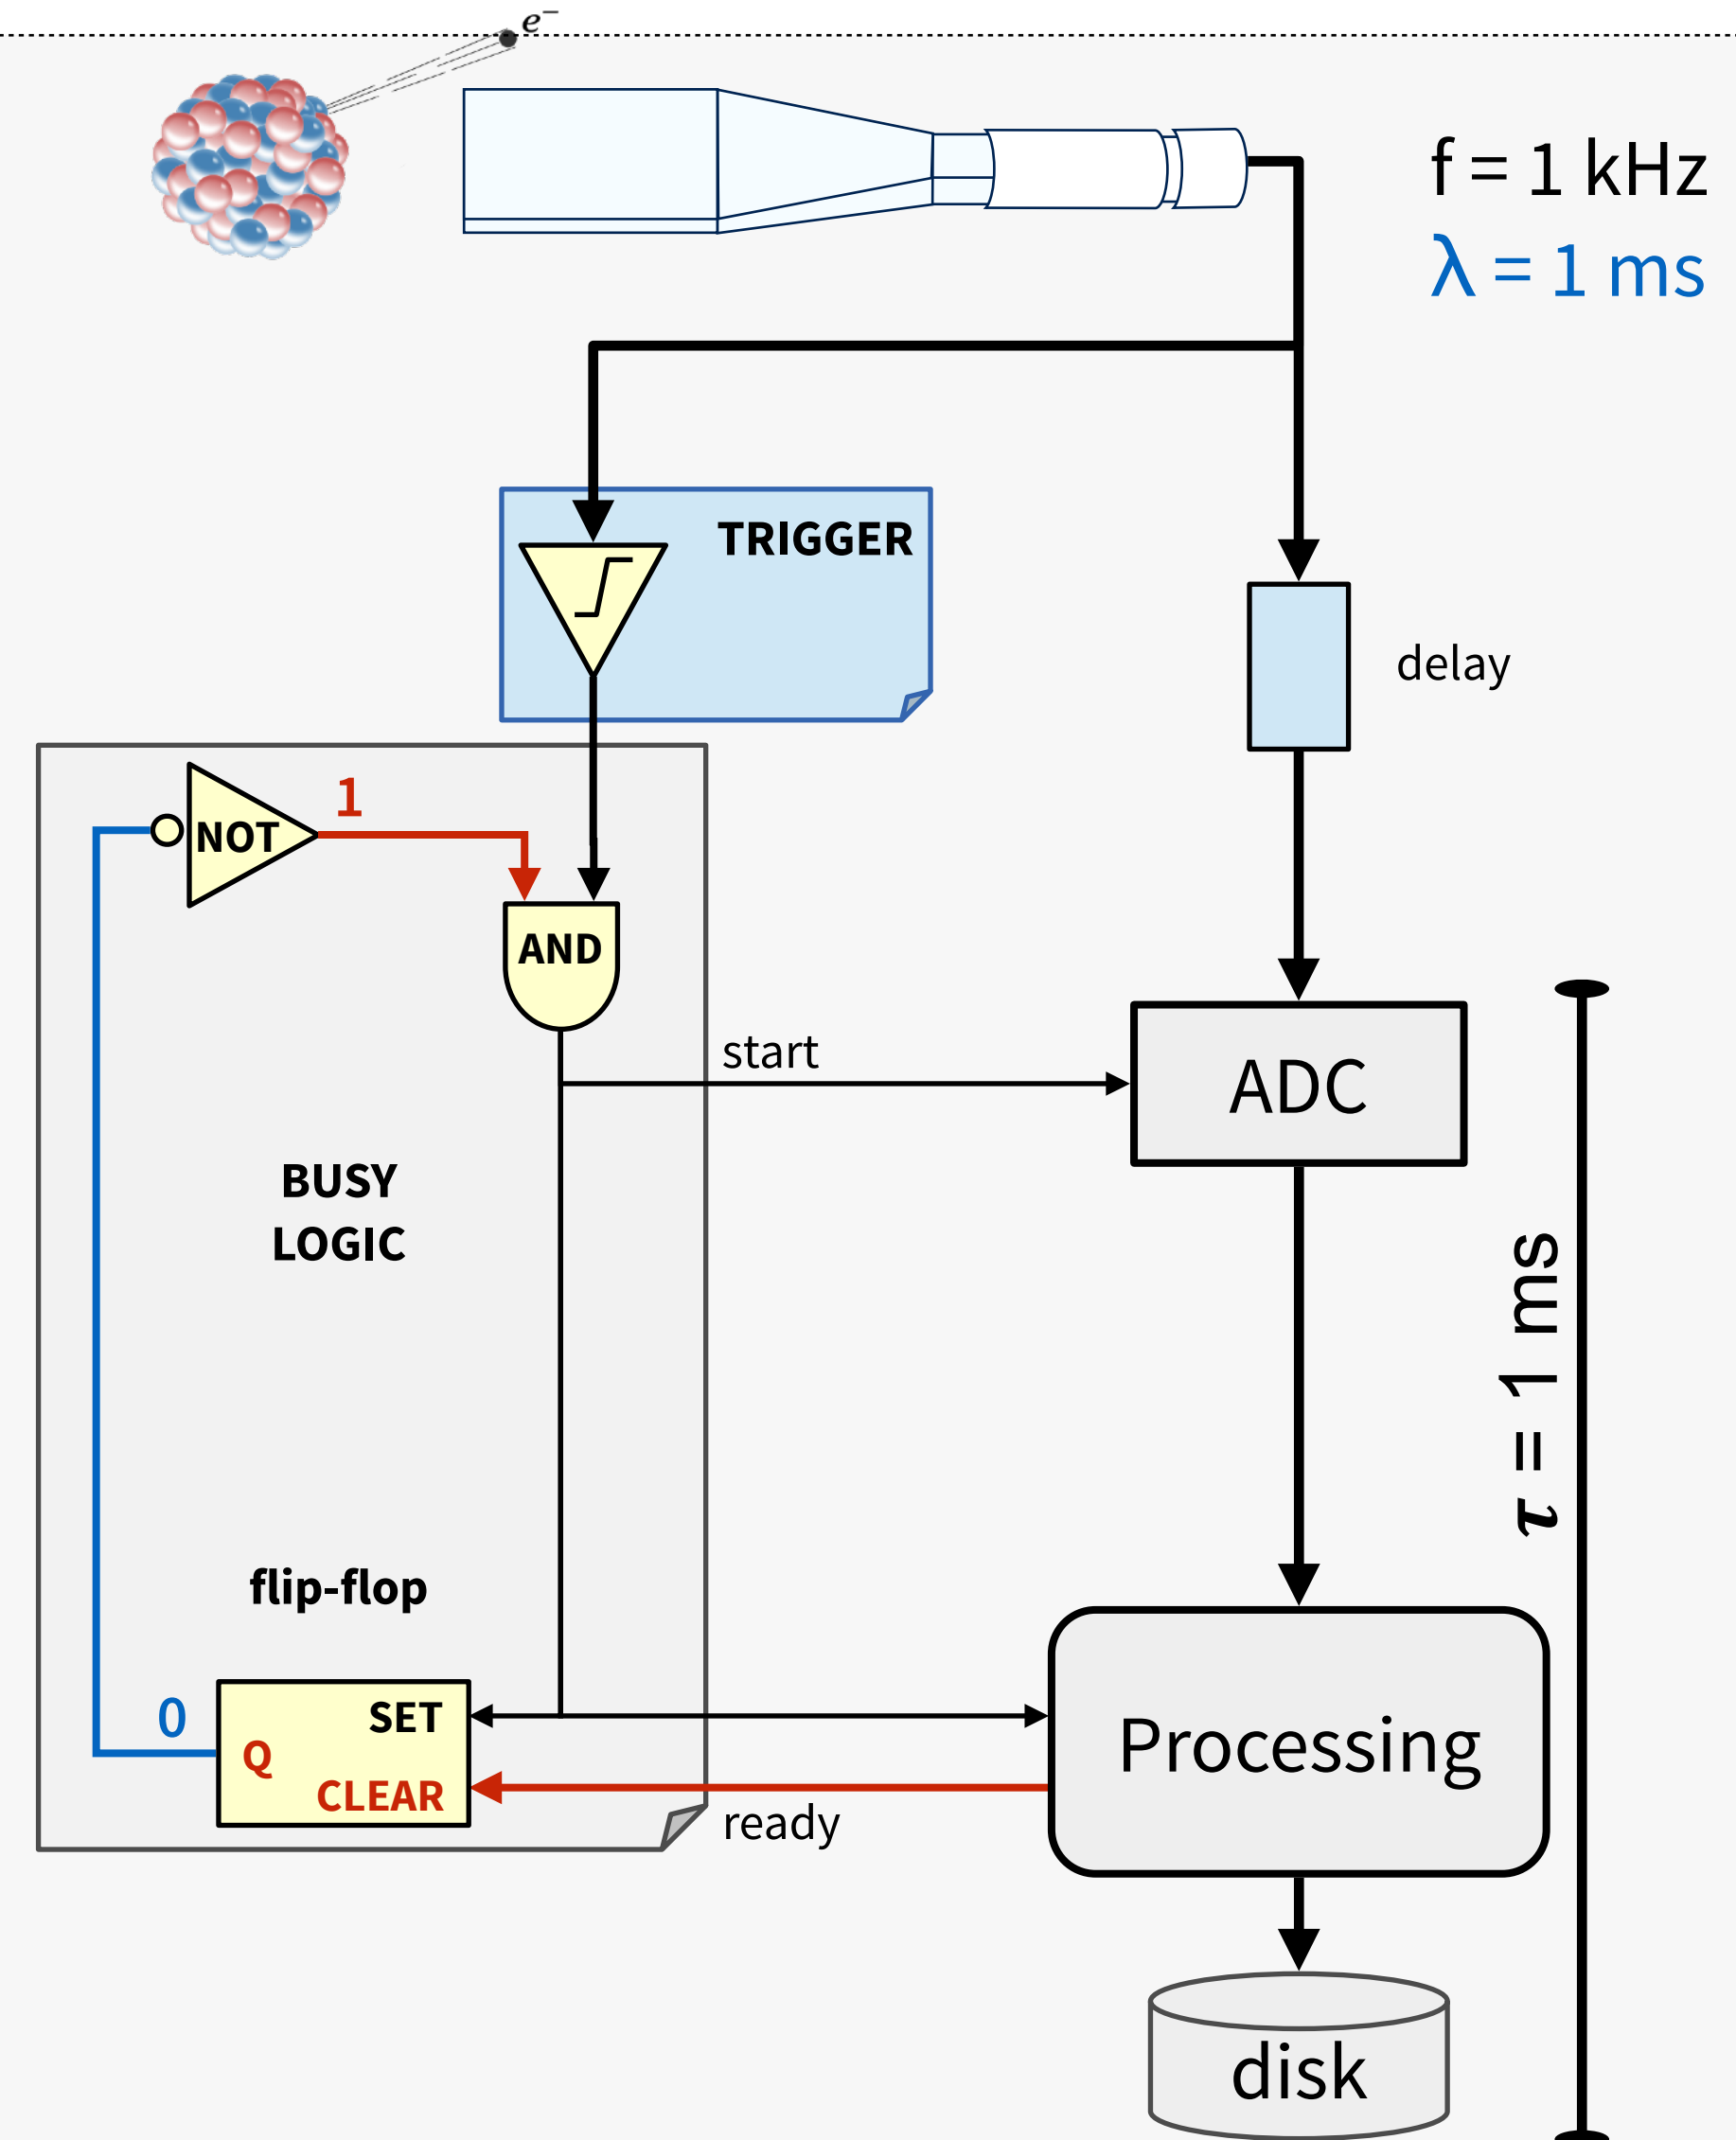 e⁻
f = 1 kHz
λ = 1 ms
TRIGGER
delay
NOT
1
AND
start
ADC
BUSY
LOGIC
τ = 1 ms
flip-flop
0
SET
Q
CLEAR
Processing
ready
disk